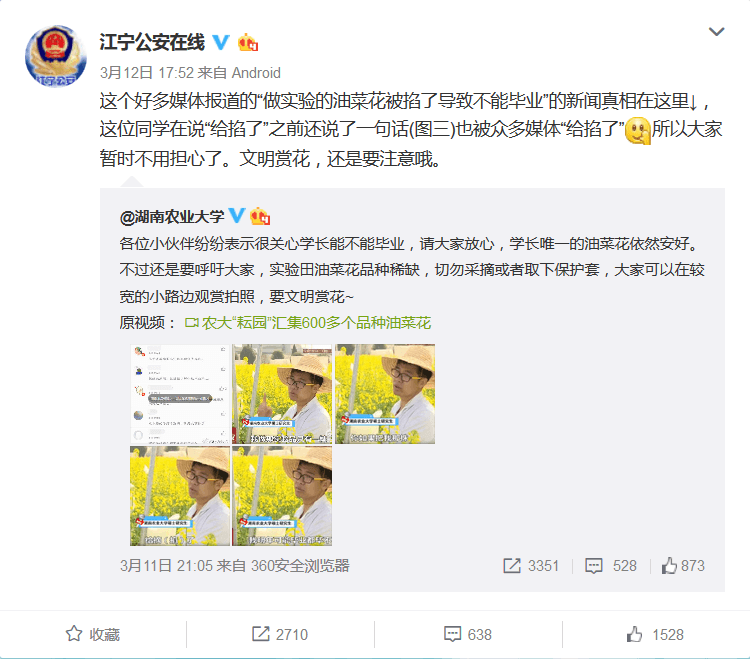 江宁公安在线
3月12日 17:52 来自 Android
这个好多媒体报道的“做实验的油菜花被掐了导致不能毕业”的新闻真相在这里↓，
这位同学在说“给掐了”之前还说了一句话(图三)也被众多媒体“给掐了” 所以大家
暂时不用担心了。文明赏花，还是要注意哦。
@湖南农业大学
各位小伙伴纷纷表示很关心学长能不能毕业，请大家放心，学长唯一的油菜花依然安好。
不过还是要呼吁大家，实验田油菜花品种稀缺，切勿采摘或者取下保护套，大家可以在较
宽的小路边观赏拍照，要文明赏花~
原视频： 农大“耘园”汇集600多个品种油菜花
3月11日 21:05 来自 360安全浏览器
3351
528
873
收藏
2710
638
1528